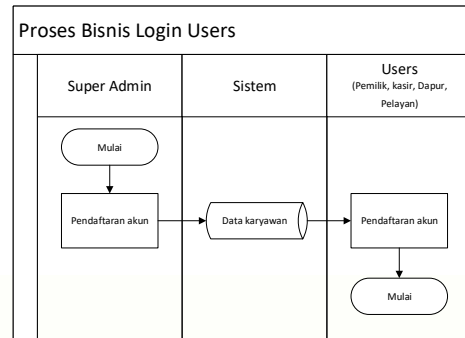 Proses Bisnis Login Users
Super Admin
Sistem
Users
(Pemilik, kasir, Dapur,
Pelayan)
Mulai
Pendaftaran akun
Data karyawan
Pendaftaran akun
Mulai